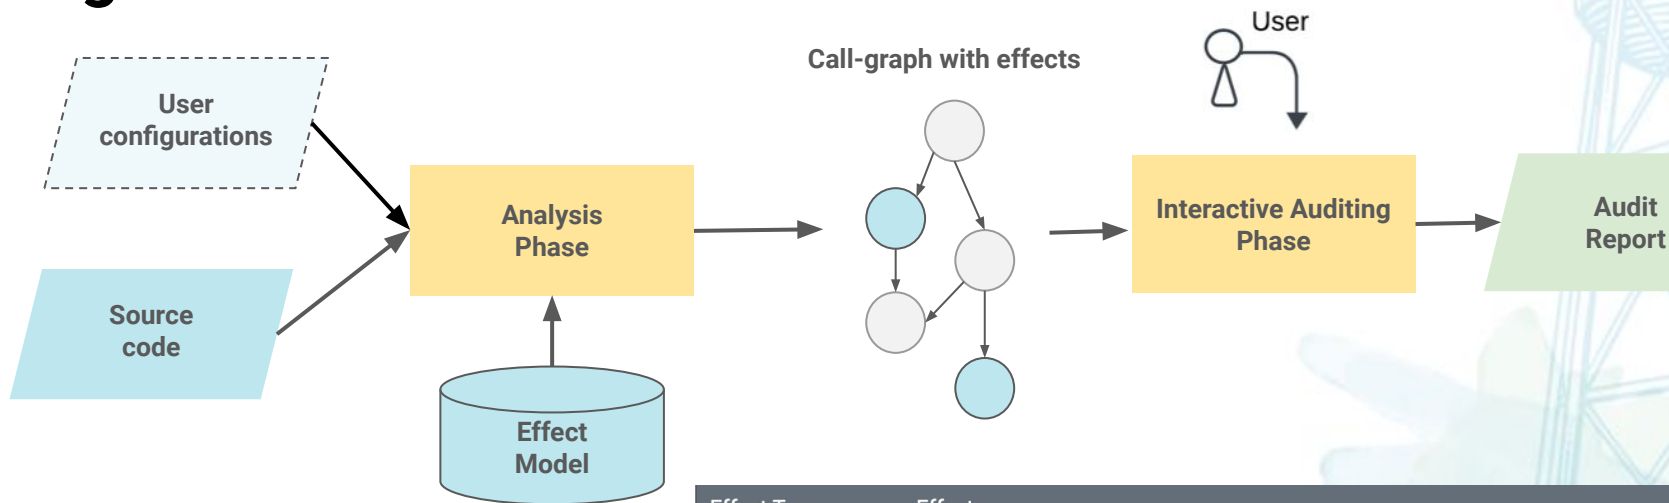 User
Call-graph with effects
User
configurations
Analysis
Phase
Interactive Auditing
Phase
Audit
Report
Source
code
Effect
Model